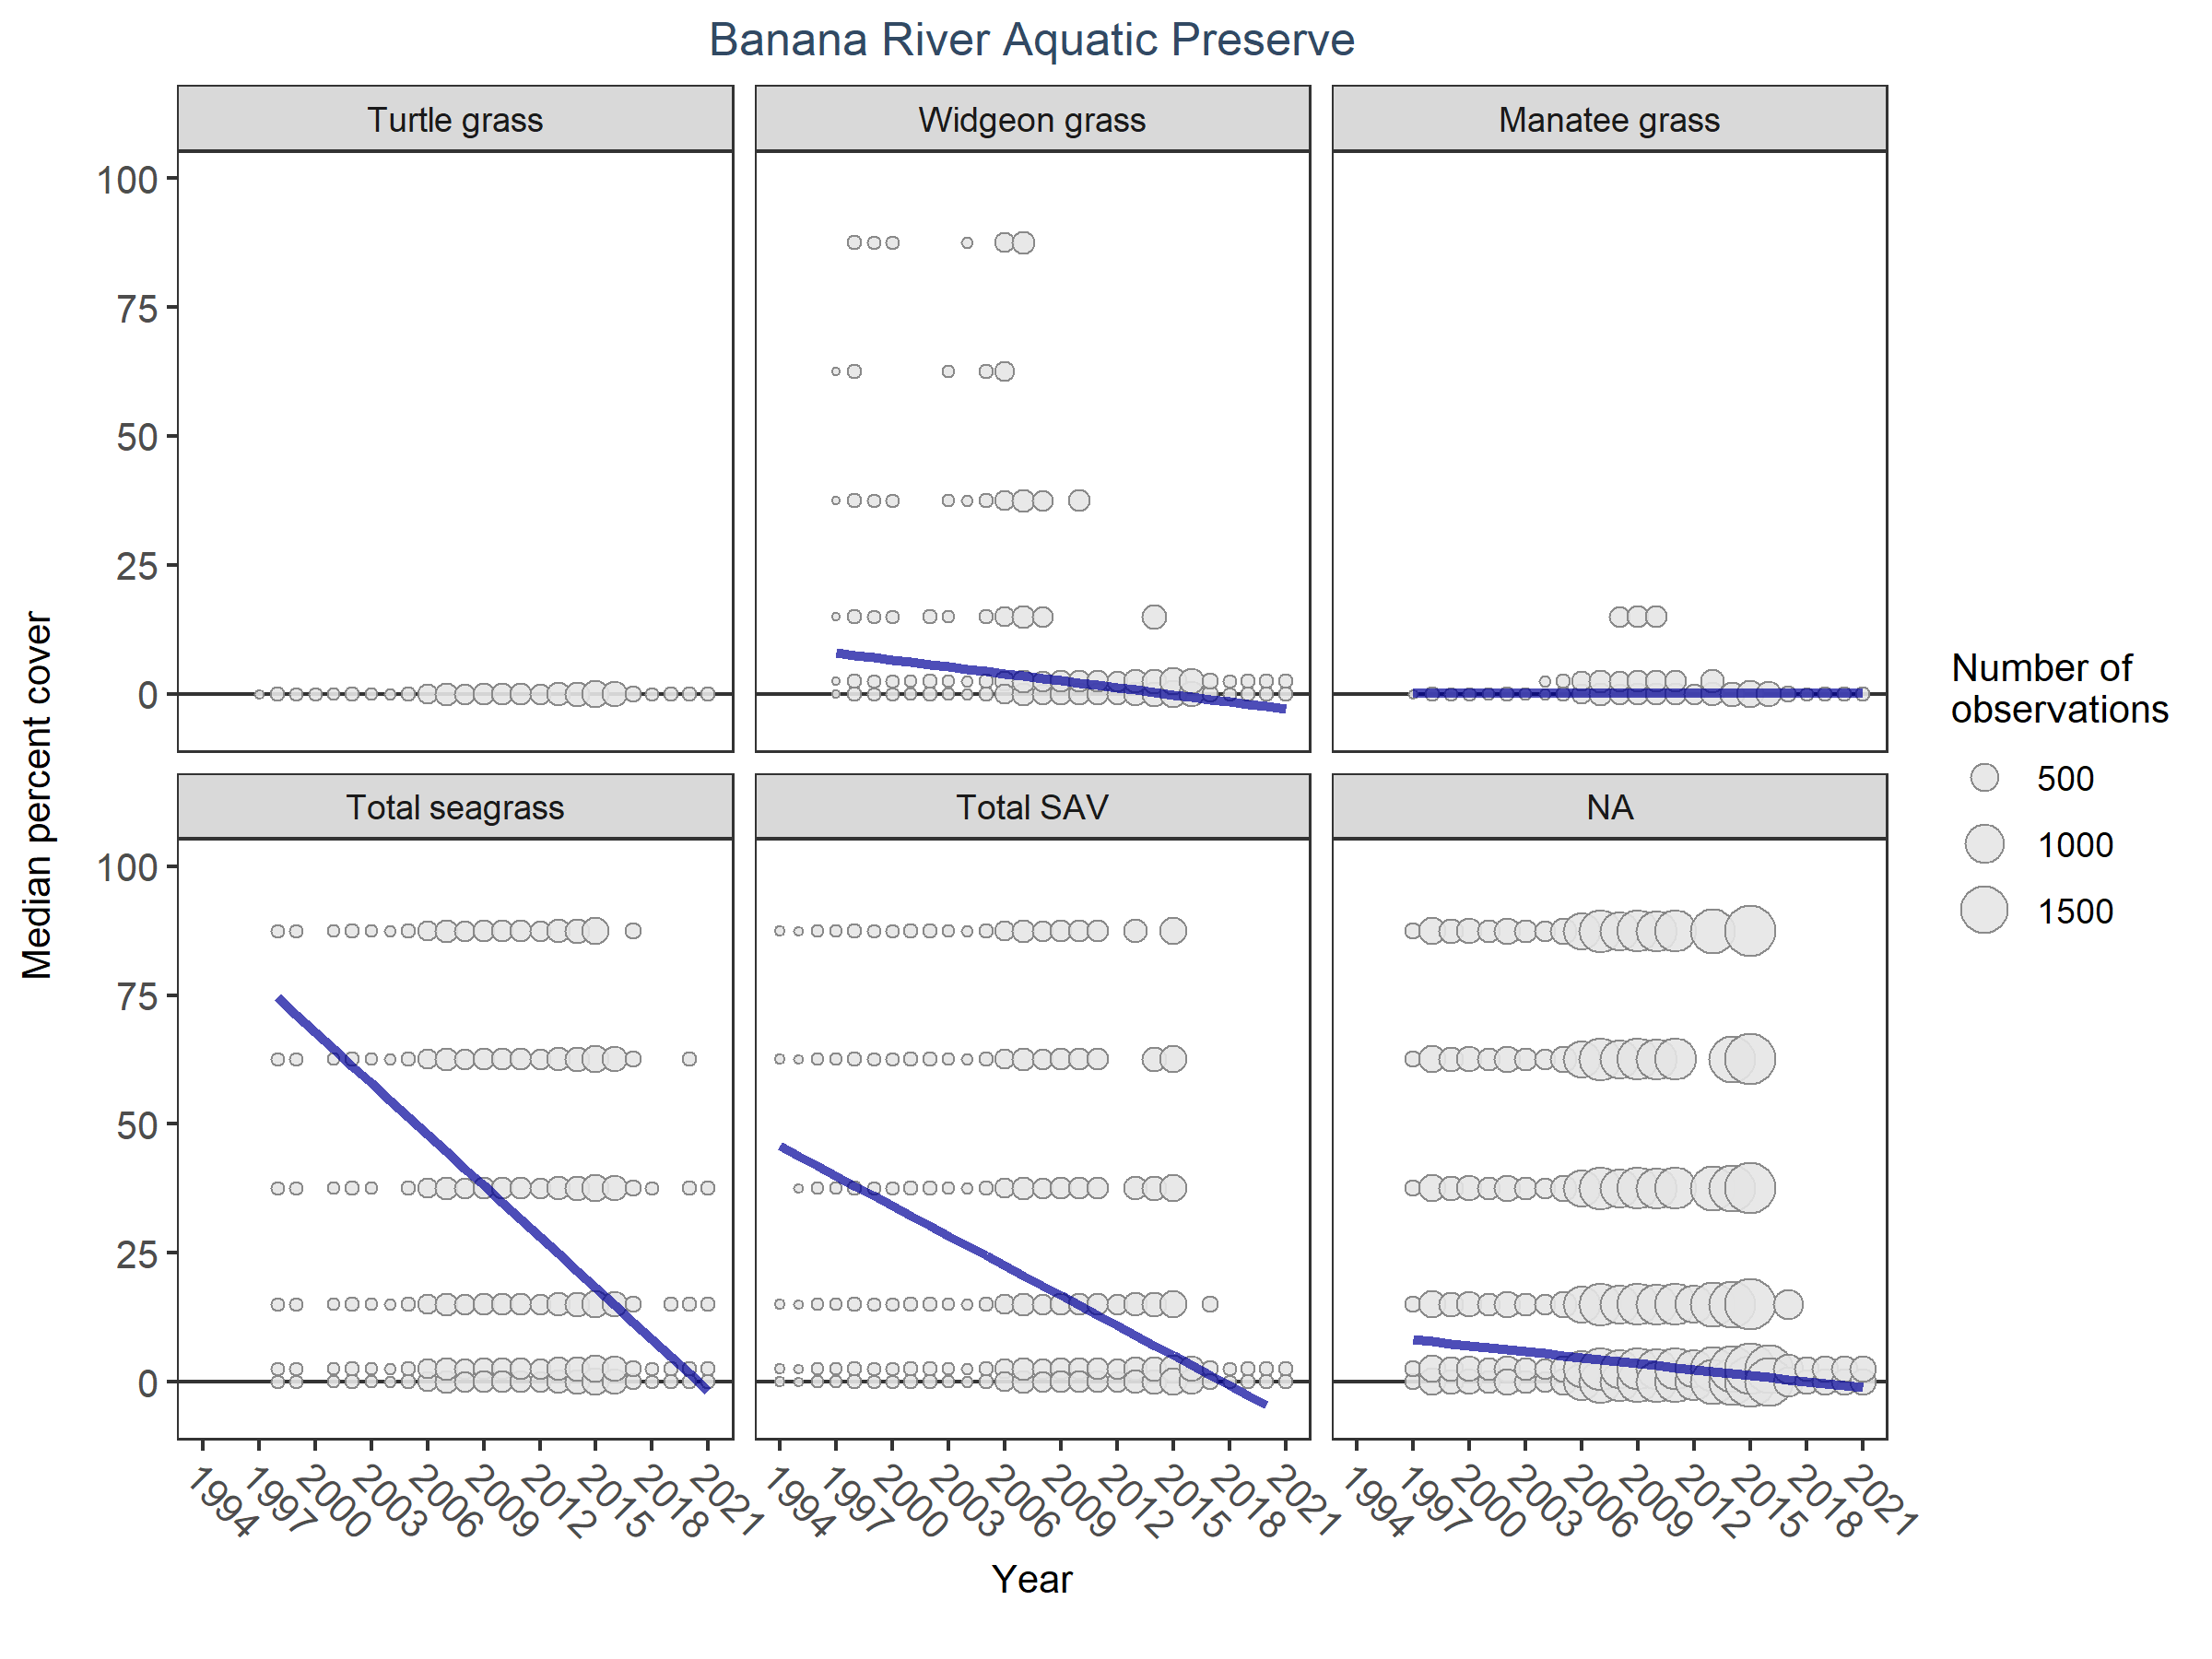 Banana River Aquatic Preserve
Turtle grass
Widgeon grass
Manatee grass
100
75
50
25
0
Total seagrass
Total SAV
NA
100
75
50
25
0
Median percent cover
1994 1997 2000 2003 2006 2009 2012 2015 2018 2021
1994 1997 2000 2003 2006 2009 2012 2015 2018 2021
1994 1997 2000 2003 2006 2009 2012 2015 2018 2021
Year
Number of
observations
500
1000
1500